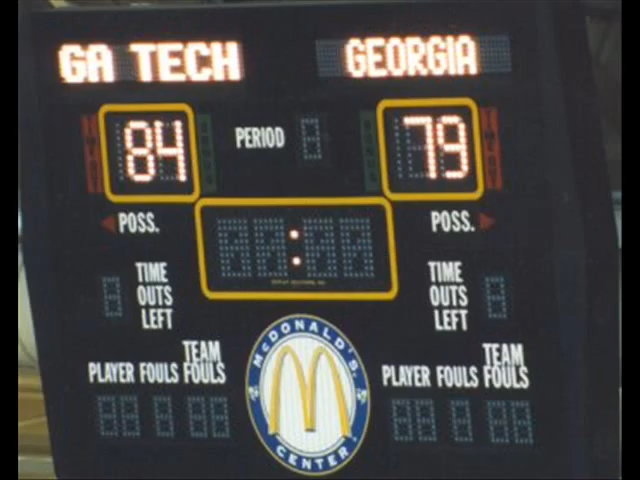 GA TECH GEORGIA
84 PERIOD 79
POSS. POSS.
:
TIME OUTS LEFT
TIME OUTS LEFT
PLAYER FOULS TEAM FOULS
PLAYER FOULS TEAM FOULS
McDONALD'S.
CENTER